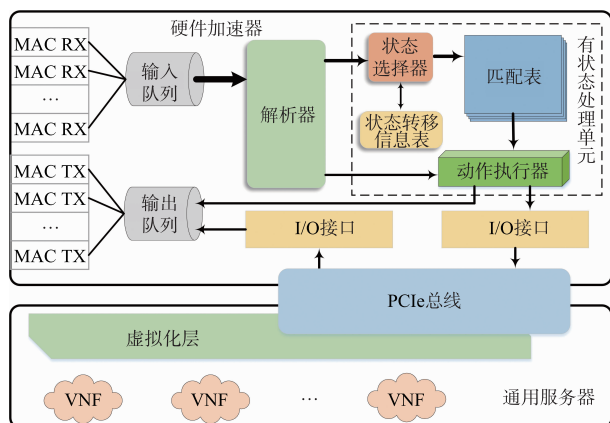 硬件加速器
MAC RX
MAC RX
...
MAC RX
输入
队列
解析器
状态
选择器
状态转移
信息表
匹配表
有状态处理单元
动作执行器
MAC TX
MAC TX
...
MAC TX
输出
队列
I/O接口
I/O接口
PCIe总线
虚拟化层
VNF
VNF
...
VNF
通用服务器